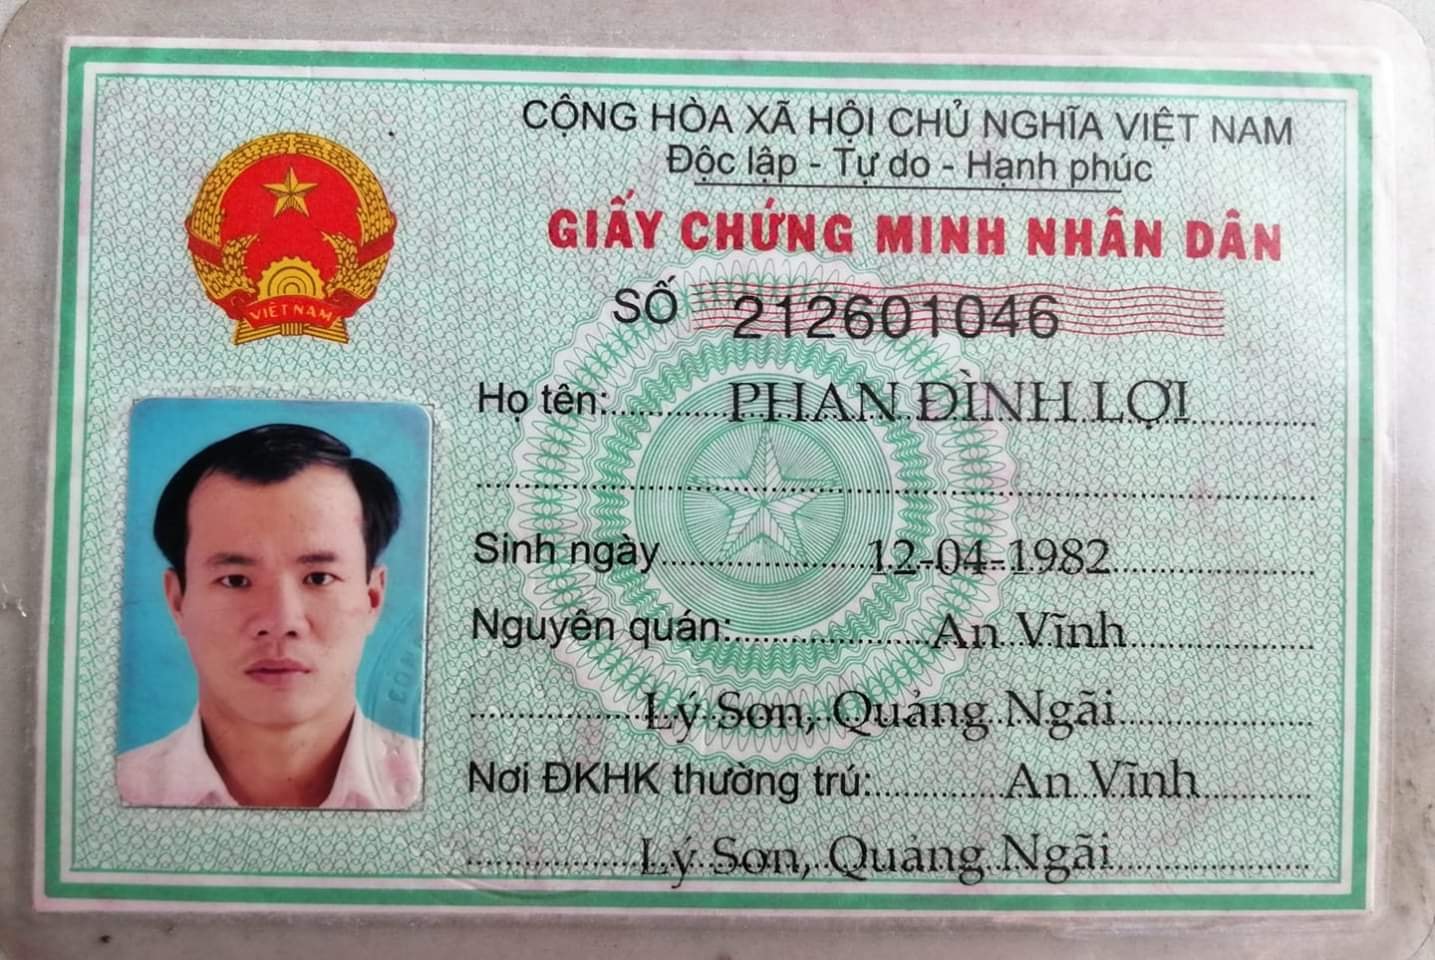 CỘNG HÒA XÃ HỘI CHỦ NGHĨA VIỆT NAM
Độc lập - Tự do - Hạnh phúc
GIẤY CHỨNG MINH NHÂN DÂN
VIỆT NAM
SỐ 212601046
Họ tên: PHAN ĐÌNH LỢI
Sinh ngày 12-04-1982
Nguyên quán: An Vĩnh
Lý Sơn, Quảng Ngãi
Nơi ĐKHK thường trú: An Vĩnh
Lý Sơn, Quảng Ngãi